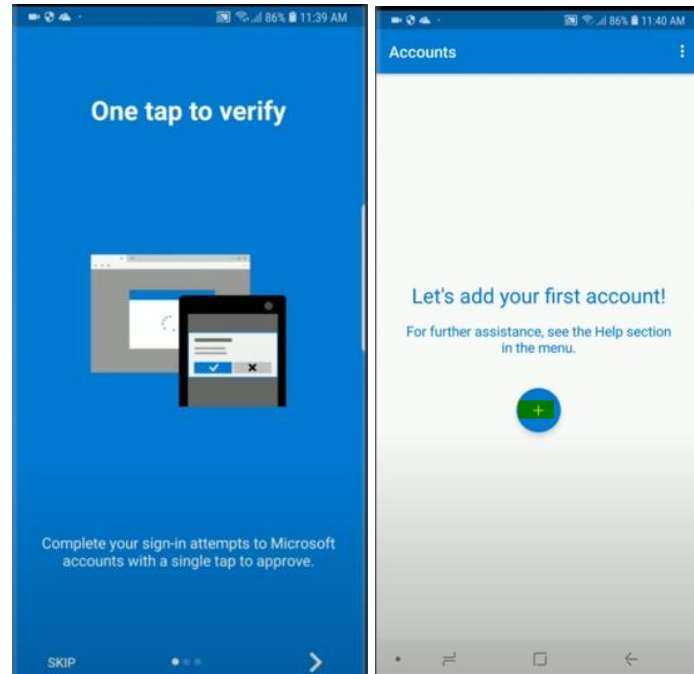 86% 11:39 AM
One tap to verify
Complete your sign-in attempts to Microsoft
accounts with a single tap to approve.
SKIP
86% 11:40 AM
Accounts
Let's add your first account!
For further assistance, see the Help section
in the menu.
+